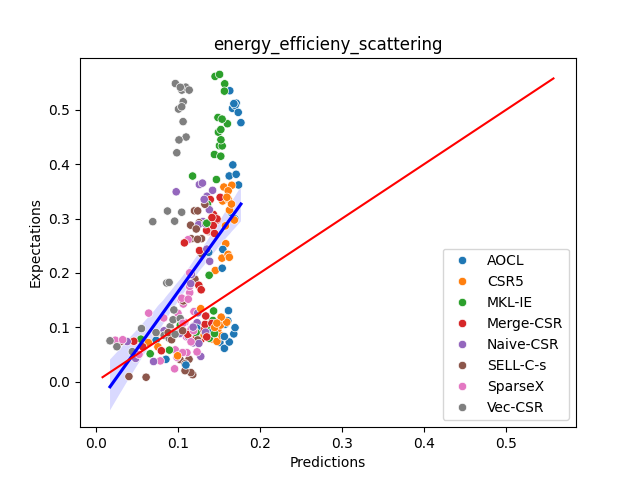 energy_efficieny_scattering
Expectations
0.5
0.4
0.3
0.2
0.1
0.0
AOCL
CSR5
MKL-IE
Merge-CSR
Naive-CSR
SELL-C-s
SparseX
Vec-CSR
0.0 0.1 0.2 0.3 0.4 0.5
Predictions